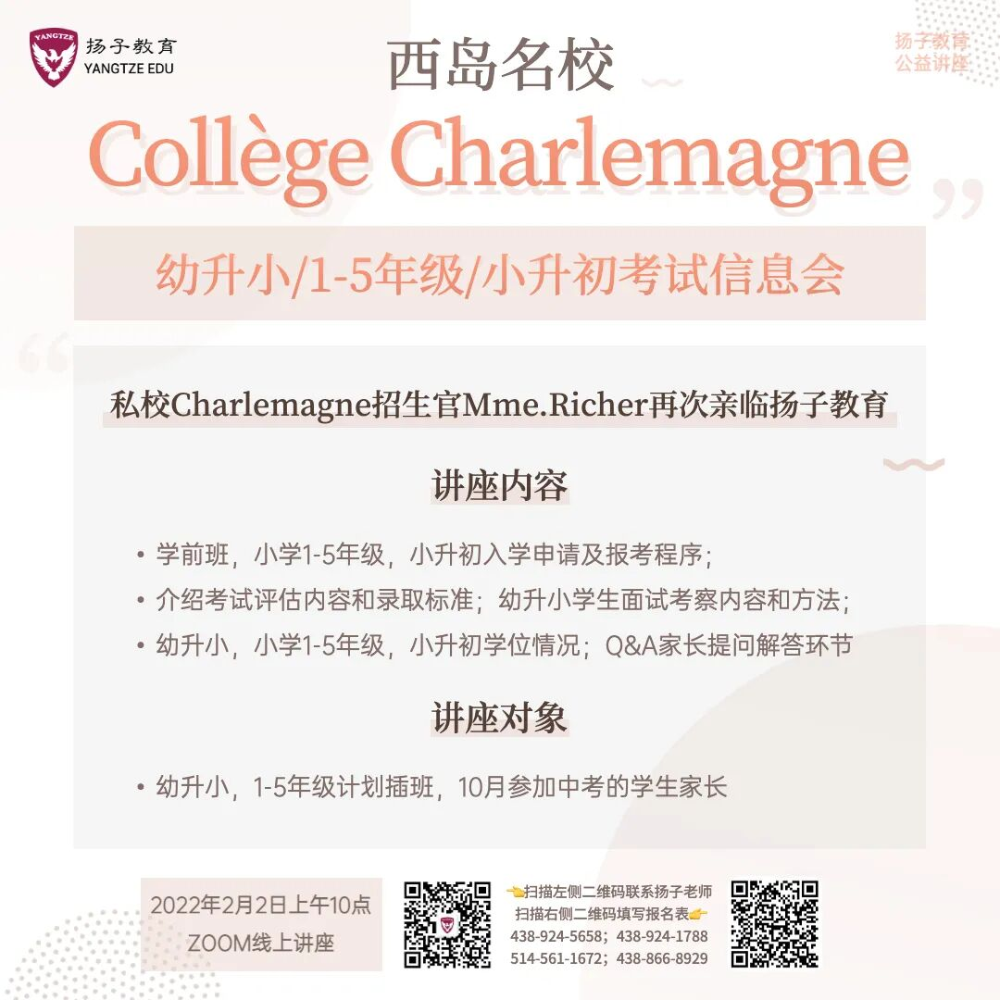 YANGTZE
扬子教育
YANGTZE EDU
扬子教育
公益讲座
西岛名校
Collège Charlemagne
幼升小/1-5年级/小升初考试信息会
私校Charlemagne招生官Mme.Richer再次亲临扬子教育
讲座内容
• 学前班，小学1-5年级，小升初入学申请及报考程序；
• 介绍考试评估内容和录取标准；幼升小学生面试考察内容和方法；
• 幼升小，小学1-5年级，小升初学位情况；Q&A家长提问解答环节
讲座对象
• 幼升小，1-5年级计划插班，10月参加中考的学生家长
2022年2月2日上午10点
ZOOM线上讲座
👈扫描左侧二维码联系扬子老师
扫描右侧二维码填写报名表👉
438-924-5658；438-924-1788
514-561-1672；438-866-8929